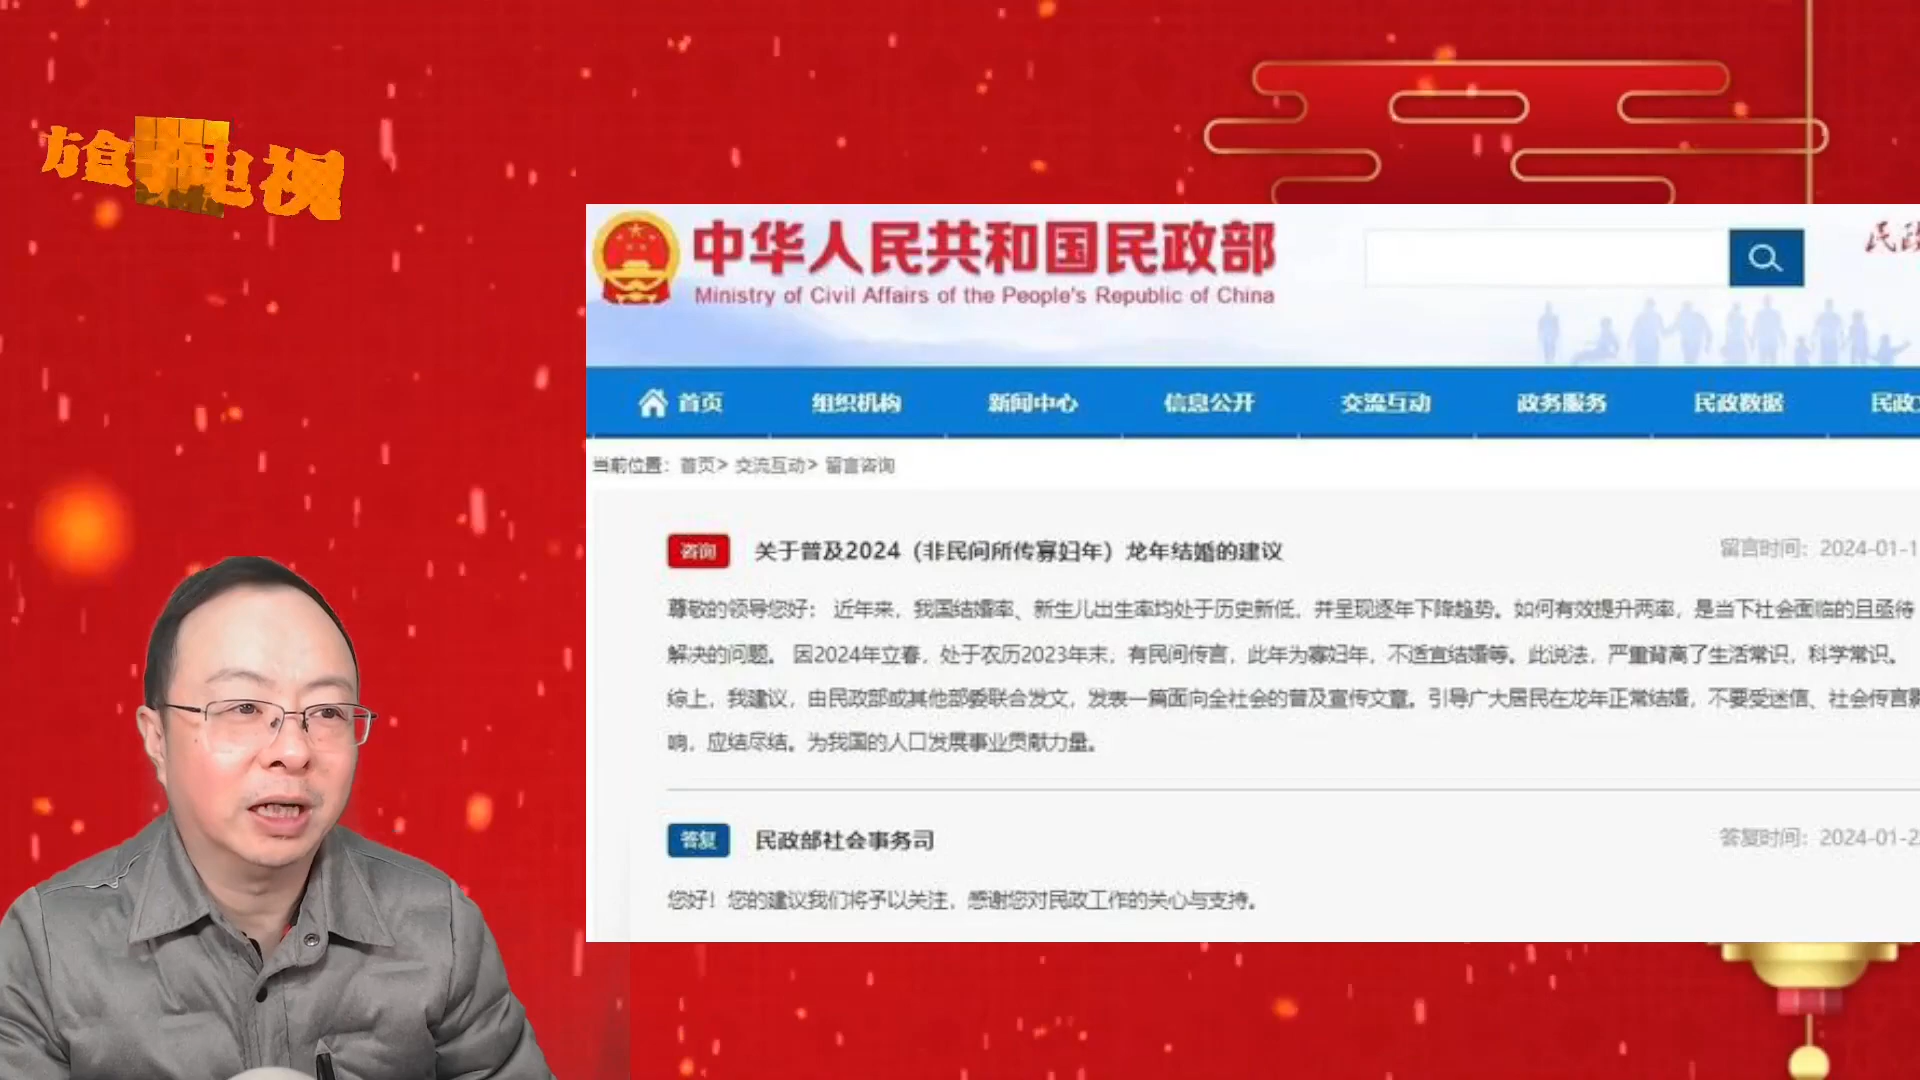 方盒子电视
中华人民共和国民政部
Ministry of Civil Affairs of the People's Republic of China
民政
首页 组织机构 新闻中心 信息公开 交流互动 政务服务 民政数据 民政
当前位置：首页> 交流互动> 留言咨询
咨询 关于普及2024（非民间所传寡妇年）龙年结婚的建议 留言时间：2024-01-1
尊敬的领导您好： 近年来，我国结婚率、新生儿出生率均处于历史新低，并呈现逐年下降趋势。如何有效提升两率，是当下社会面临的且亟待
解决的问题。 因2024年立春，处于农历2023年末，有民间传言，此年为寡妇年，不适宜结婚等。此说法，严重背离了生活常识，科学常识。
综上，我建议，由民政部或其他部委联合发文，发表一篇面向全社会的普及宣传文章。引导广大居民在龙年正常结婚，不要受迷信、社会传言影
响，应结尽结。为我国的人口发展事业贡献力量。
答复 民政部社会事务司 答复时间：2024-01-2
您好！您的建议我们将予以关注，感谢您对民政工作的关心与支持。